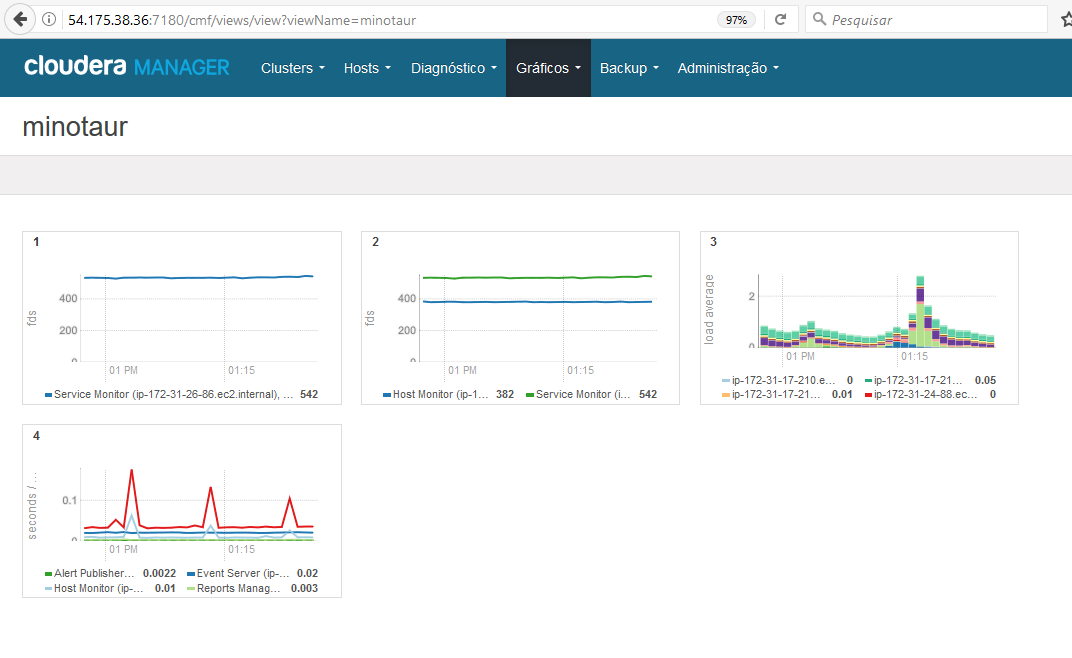 54.175.38.36:7180/cmf/views/view?viewName=minotaur 97% Pesquisar
cloudera MANAGER Clusters Hosts Diagnóstico Gráficos Backup Administração
minotaur
1
fds
400
200
0
01 PM 01:15
Service Monitor (ip-172-31-26-86.ec2.internal), ... 542
2
fds
400
200
0
01 PM 01:15
Host Monitor (ip-1... 382 Service Monitor (i... 542
3
load average
2
0
01 PM 01:15
ip-172-31-17-210.e... 0 ip-172-31-17-21... 0.05
ip-172-31-17-21... 0.01 ip-172-31-24-88.ec... 0
4
seconds / ...
0.1
0
01 PM 01:15
Alert Publisher... 0.0022 Event Server (ip-... 0.02
Host Monitor (ip-... 0.01 Reports Manag... 0.003